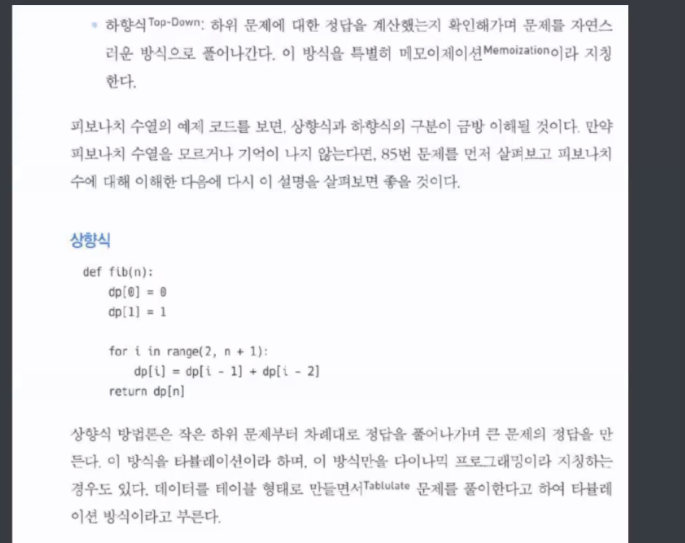 • 하향식Top-Down: 하위 문제에 대한 정답을 계산했는지 확인해가며 문제를 자연스
러운 방식으로 풀어나간다. 이 방식을 특별히 메모이제이션Memoization이라 지칭
한다.
피보나치 수열의 예제 코드를 보면, 상향식과 하향식의 구분이 금방 이해될 것이다. 만약
피보나치 수열을 모르거나 기억이 나지 않는다면, 85번 문제를 먼저 살펴보고 피보나치
수에 대해 이해한 다음에 다시 이 설명을 살펴보면 좋을 것이다.
상향식
def fib(n):
    dp[0] = 0
    dp[1] = 1
    for i in range(2, n + 1):
        dp[i] = dp[i - 1] + dp[i - 2]
    return dp[n]
상향식 방법론은 작은 하위 문제부터 차례대로 정답을 풀어나가며 큰 문제의 정답을 만
든다. 이 방식을 타뷸레이션이라 하며, 이 방식만을 다이나믹 프로그래밍이라 지칭하는
경우도 있다. 데이터를 테이블 형태로 만들면서Tablulate 문제를 풀이한다고 하여 타뷸레
이션 방식이라고 부른다.